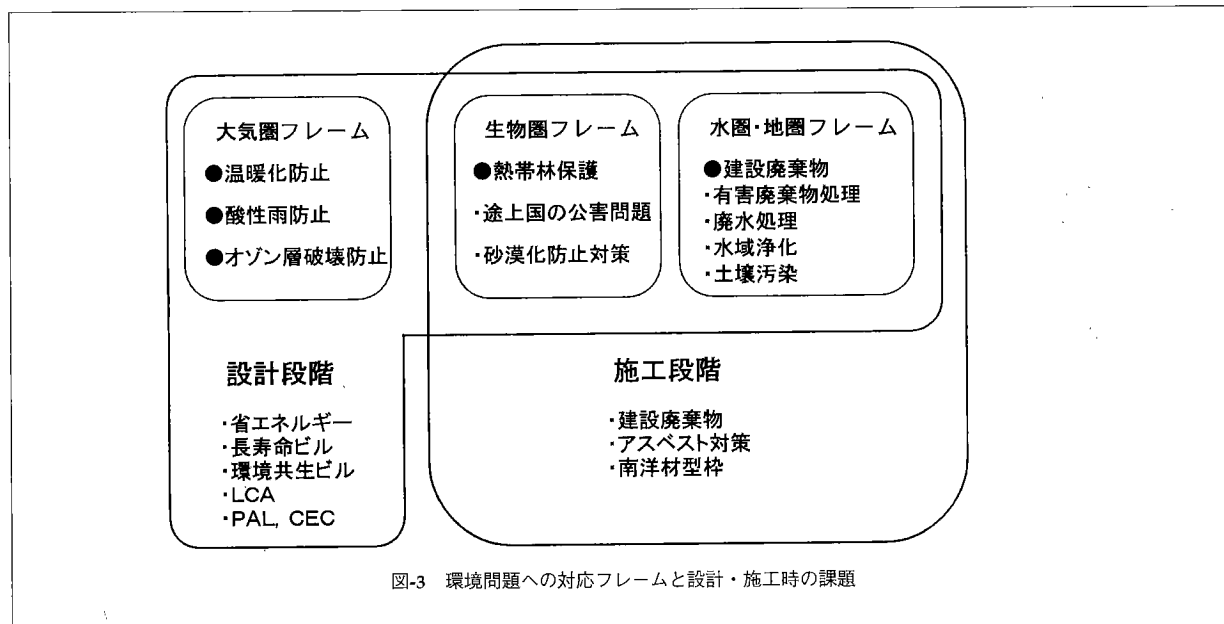 大気圏フレーム
●温暖化防止
●酸性雨防止
●オゾン層破壊防止
生物圏フレーム
●熱帯林保護
・途上国の公害問題
・砂漠化防止対策
水圏・地圏フレーム
●建設廃棄物
・有害廃棄物処理
・廃水処理
・水域浄化
・土壌汚染
設計段階
・省エネルギー
・長寿命ビル
・環境共生ビル
・LCA
・PAL, CEC
施工段階
・建設廃棄物
・アスベスト対策
・南洋材型枠
図-3 環境問題への対応フレームと設計・施工時の課題